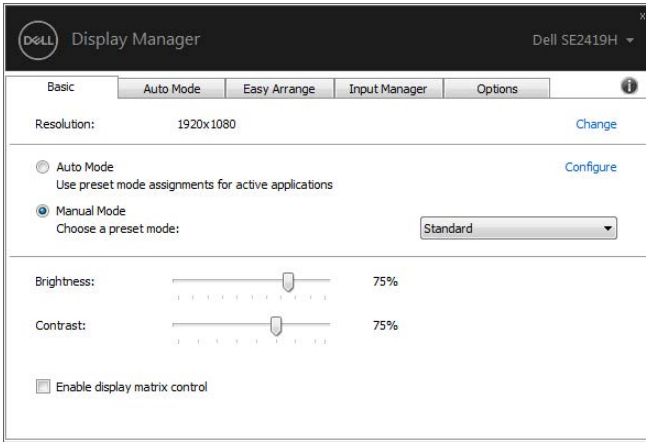 x
DELL Display Manager Dell SE2419H
Basic Auto Mode Easy Arrange Input Manager Options i
Resolution: 1920x1080 Change
Auto Mode Configure
Use preset mode assignments for active applications
Manual Mode
Choose a preset mode: Standard
Brightness: 75%
Contrast: 75%
Enable display matrix control